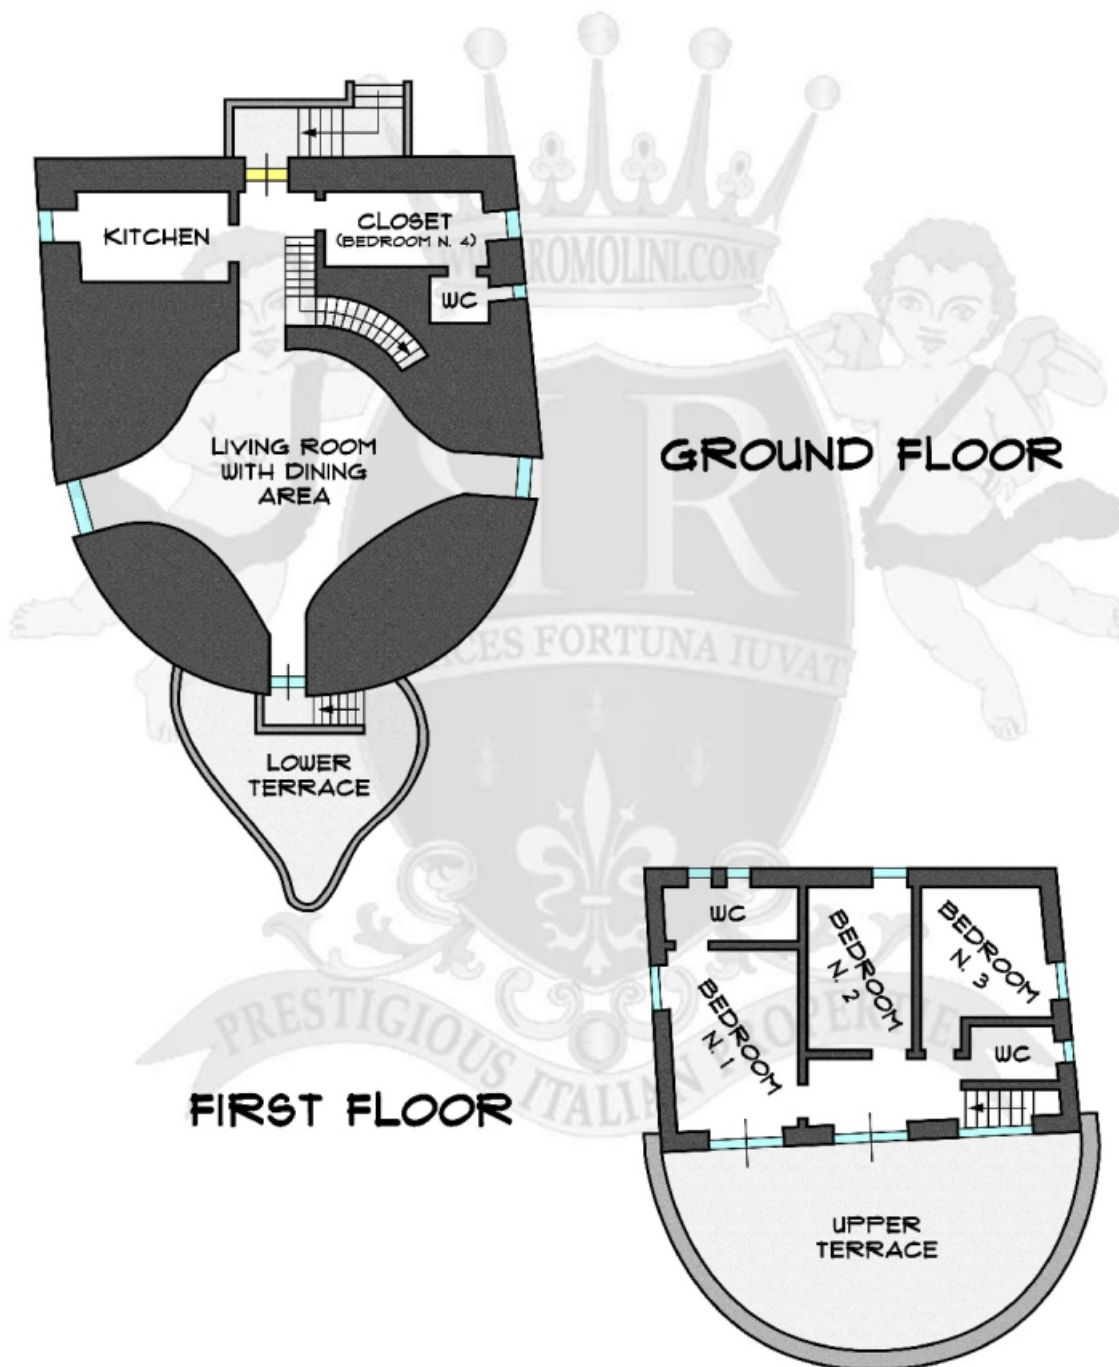 KITCHEN
CLOSET
(BEDROOM N. 4)
WC
LIVING ROOM
WITH DINING
AREA
GROUND FLOOR
LOWER
TERRACE
FIRST FLOOR
WC
BEDROOM
N. 1
BEDROOM
N. 2
BEDROOM
N. 3
WC
UPPER
TERRACE
ROMOLINI.COM
PR
FORTUNA IUVAT
PRESTIGIOUS ITALIAN